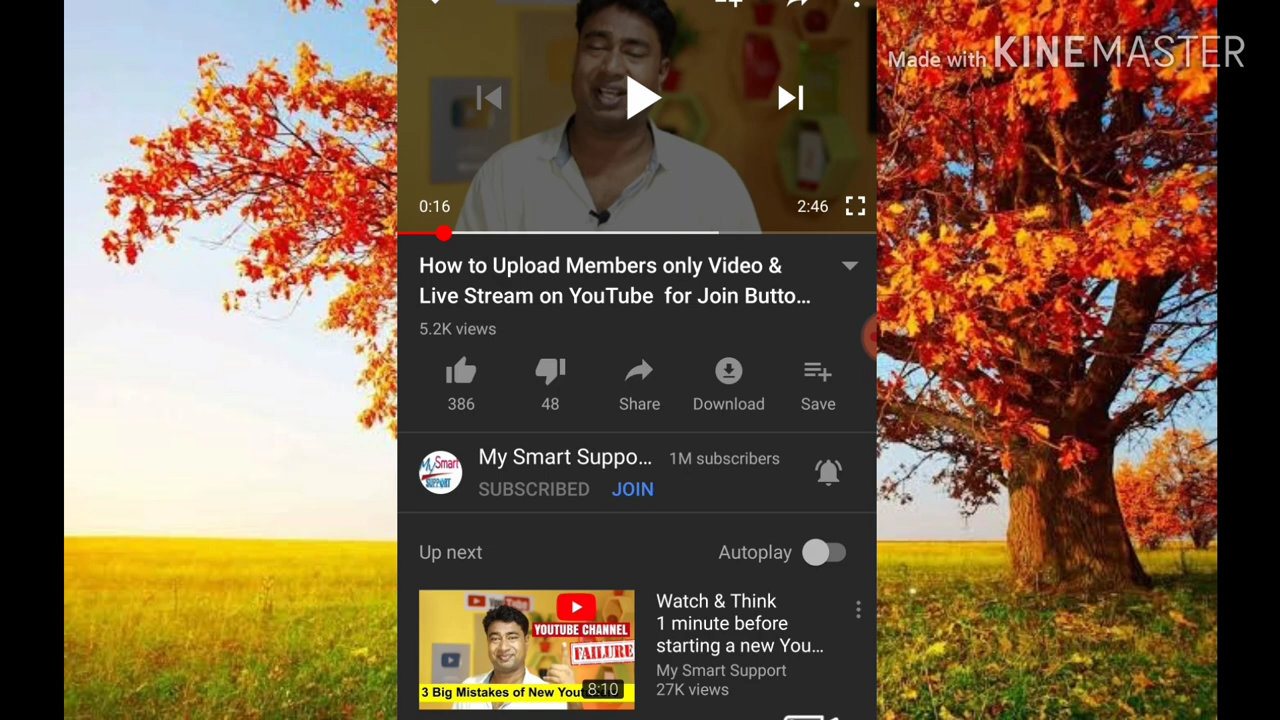 Made with KINEMASTER
0:16
2:46
How to Upload Members only Video &
Live Stream on YouTube for Join Butto...
5.2K views
386
48
Share
Download
Save
My Smart Suppo...
1M subscribers
SUBSCRIBED
JOIN
My Smart
SUPPORT
Up next
Autoplay
YOUTUBE CHANNEL
FAILURE
3 Big Mistakes of New Yout
8:10
Watch & Think
1 minute before
starting a new You...
My Smart Support
27K views